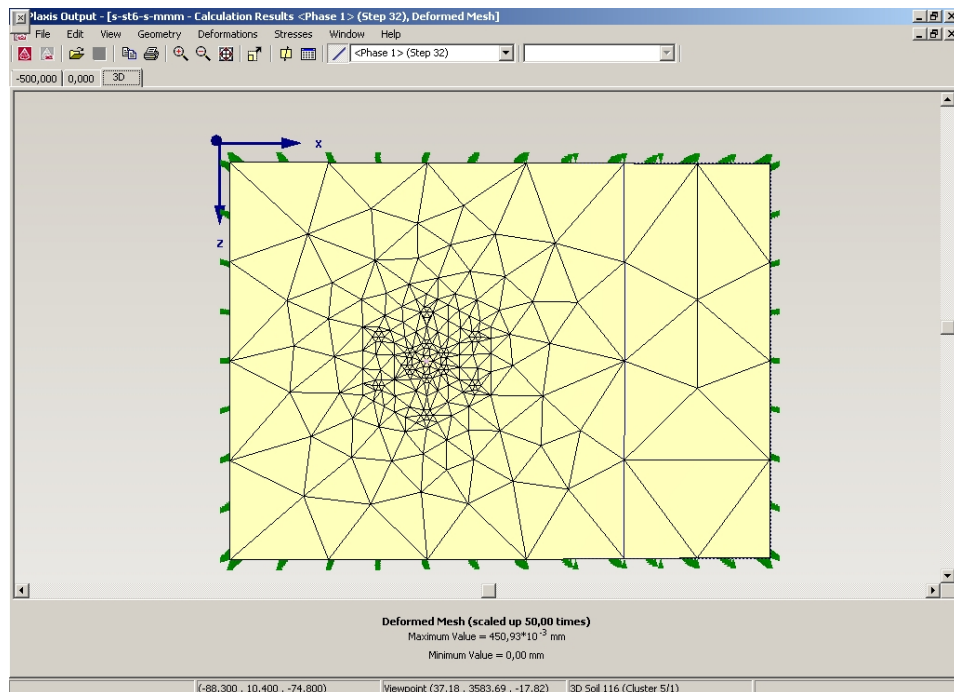 Plaxis Output - [s-st6-s-mmm - Calculation Results <Phase 1> (Step 32), Deformed Mesh]
File Edit View Geometry Deformations Stresses Window Help
<Phase 1> (Step 32)
-500,000 0,000 3D
x
z
Deformed Mesh (scaled up 50,00 times)
Maximum Value = 450,93*10⁻³ mm
Minimum Value = 0,00 mm
(-88.300 , 10.400 , -74.800) Viewpoint (37.18 , 3583.69 , -17.82) 3D Soil 116 (Cluster 5/1)